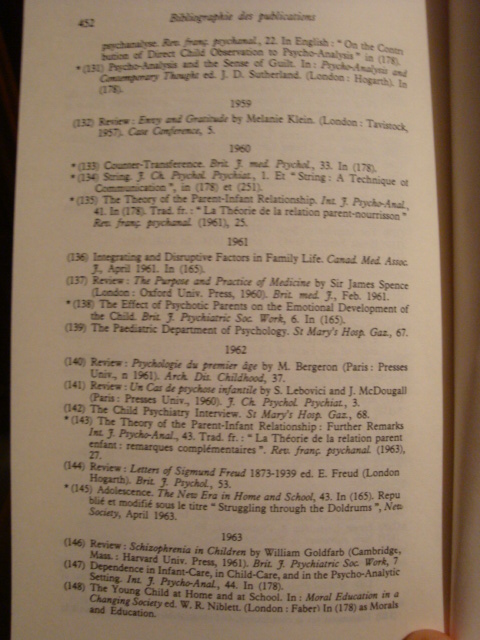 452
Bibliographie des publications
psychanalyse. Rev. franç. psychanal., 22. In English : “ On the Contri
bution of Direct Child Observation to Psycho-Analysis ” in (178).
* (131) Psycho-Analysis and the Sense of Guilt. In : Psycho-Analysis and
Contemporary Thought ed. J. D. Sutherland. (London : Hogarth). In
(178).
1959
(132) Review : Envy and Gratitude by Melanie Klein. (London : Tavistock,
1957). Case Conference, 5.
1960
* (133) Counter-Transference. Brit. J. med. Psychol., 33. In (178).
* (134) String. J. Ch. Psychol. Psychiat., 1. Et “ String : A Technique of
Communication ”, in (178) et (251).
* (135) The Theory of the Parent-Infant Relationship. Int. J. Psycho-Anal.,
41. In (178). Trad. fr. : “ La Théorie de la relation parent-nourrisson ”
Rev. franç. psychanal. (1961), 25.
1961
(136) Integrating and Disruptive Factors in Family Life. Canad. Med. Assoc.
J., April 1961. In (165).
(137) Review : The Purpose and Practice of Medicine by Sir James Spence
(London : Oxford Univ. Press, 1960). Brit. med. J., Feb. 1961.
* (138) The Effect of Psychotic Parents on the Emotional Development of
the Child. Brit. J. Psychiatric Soc. Work, 6. In (165).
(139) The Paediatric Department of Psychology. St Mary's Hosp. Gaz., 67.
1962
(140) Review : Psychologie du premier âge by M. Bergeron (Paris : Presses
Univ., n 1961). Arch. Dis. Childhood, 37.
(141) Review : Un Cas de psychose infantile by S. Lebovici and J. McDougall
(Paris : Presses Univ., 1960). J. Ch. Psychol. Psychiat., 3.
(142) The Child Psychiatry Interview. St Mary's Hosp. Gaz., 68.
* (143) The Theory of the Parent-Infant Relationship : Further Remarks
Int. J. Psycho-Anal., 43. Trad. fr. : “ La Théorie de la relation parent
enfant : remarques complémentaires ”. Rev. franç. psychanal. (1963),
27.
(144) Review : Letters of Sigmund Freud 1873-1939 ed. E. Freud (London
Hogarth). Brit. J. Psychol., 53.
* (145) Adolescence. The New Era in Home and School, 43. In (165). Repu
blié et modifié sous le titre “ Struggling through the Doldrums ”, New
Society, April 1963.
1963
(146) Review : Schizophrenia in Children by William Goldfarb (Cambridge,
Mass. : Harvard Univ. Press, 1961). Brit. J. Psychiatric Soc. Work, 7
(147) Dependence in Infant-Care, in Child-Care, and in the Psycho-Analytic
Setting. Int. J. Psycho-Anal., 44. In (178).
(148) The Young Child at Home and at School. In : Moral Education in a
Changing Society ed. W. R. Niblett. (London : Faber) In (178) as Morals
and Education.